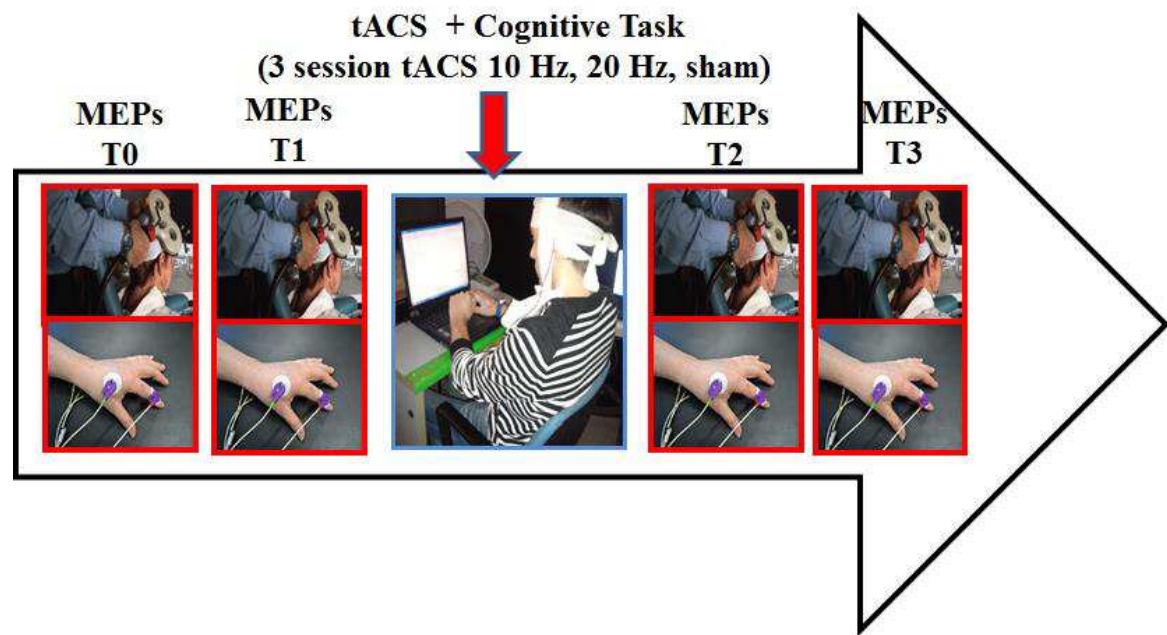 tACS + Cognitive Task
(3 session tACS 10 Hz, 20 Hz, sham)
MEPs
T0
MEPs
T1
MEPs
T2
MEPs
T3